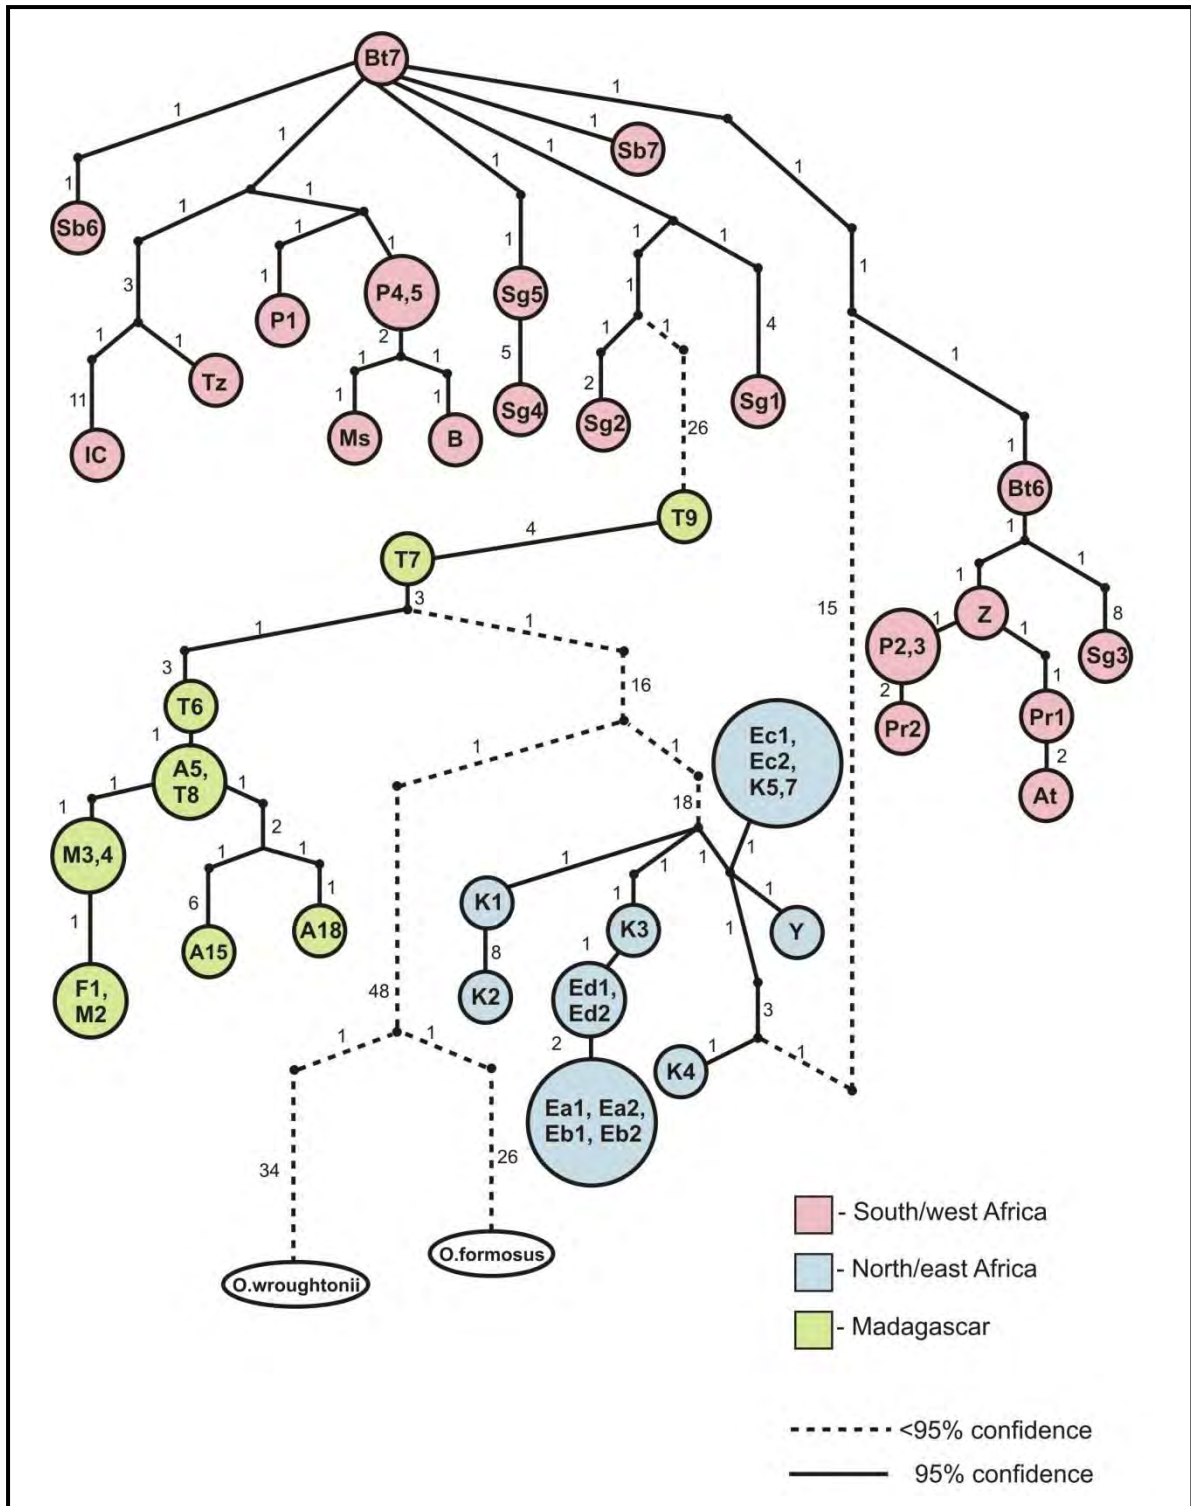 Bt7
1
1
1
1
1
Sb7
1
1
1
1
Sb6
1
1
1
1
1
1
1
1
1
3
1
P1
P4,5
Sg5
1
1
1
4
1
1
2
1
1
5
1
2
1
11
Tz
1
1
Sg4
Sg2
26
Sg1
IC
Ms
B
1
Bt6
T9
4
T7
1
1
1
3
1
1
15
Z
8
1
1
Sg3
P2,3
3
16
2
1
T6
Pr2
Pr1
1
1
1
Ec1,
Ec2,
K5,7
2
A5,
T8
At
1
1
18
1
2
M3,4
1
1
1
1
1
1
1
K1
1
1
6
1
K3
Y
1
A15
A18
8
1
1
F1,
M2
K2
Ed1,
Ed2
48
3
2
1
1
1
1
K4
Ea1, Ea2,
Eb1, Eb2
34
26
O.formosus
O.wroughtonii
- South/west Africa
- North/east Africa
- Madagascar
<95% confidence
95% confidence